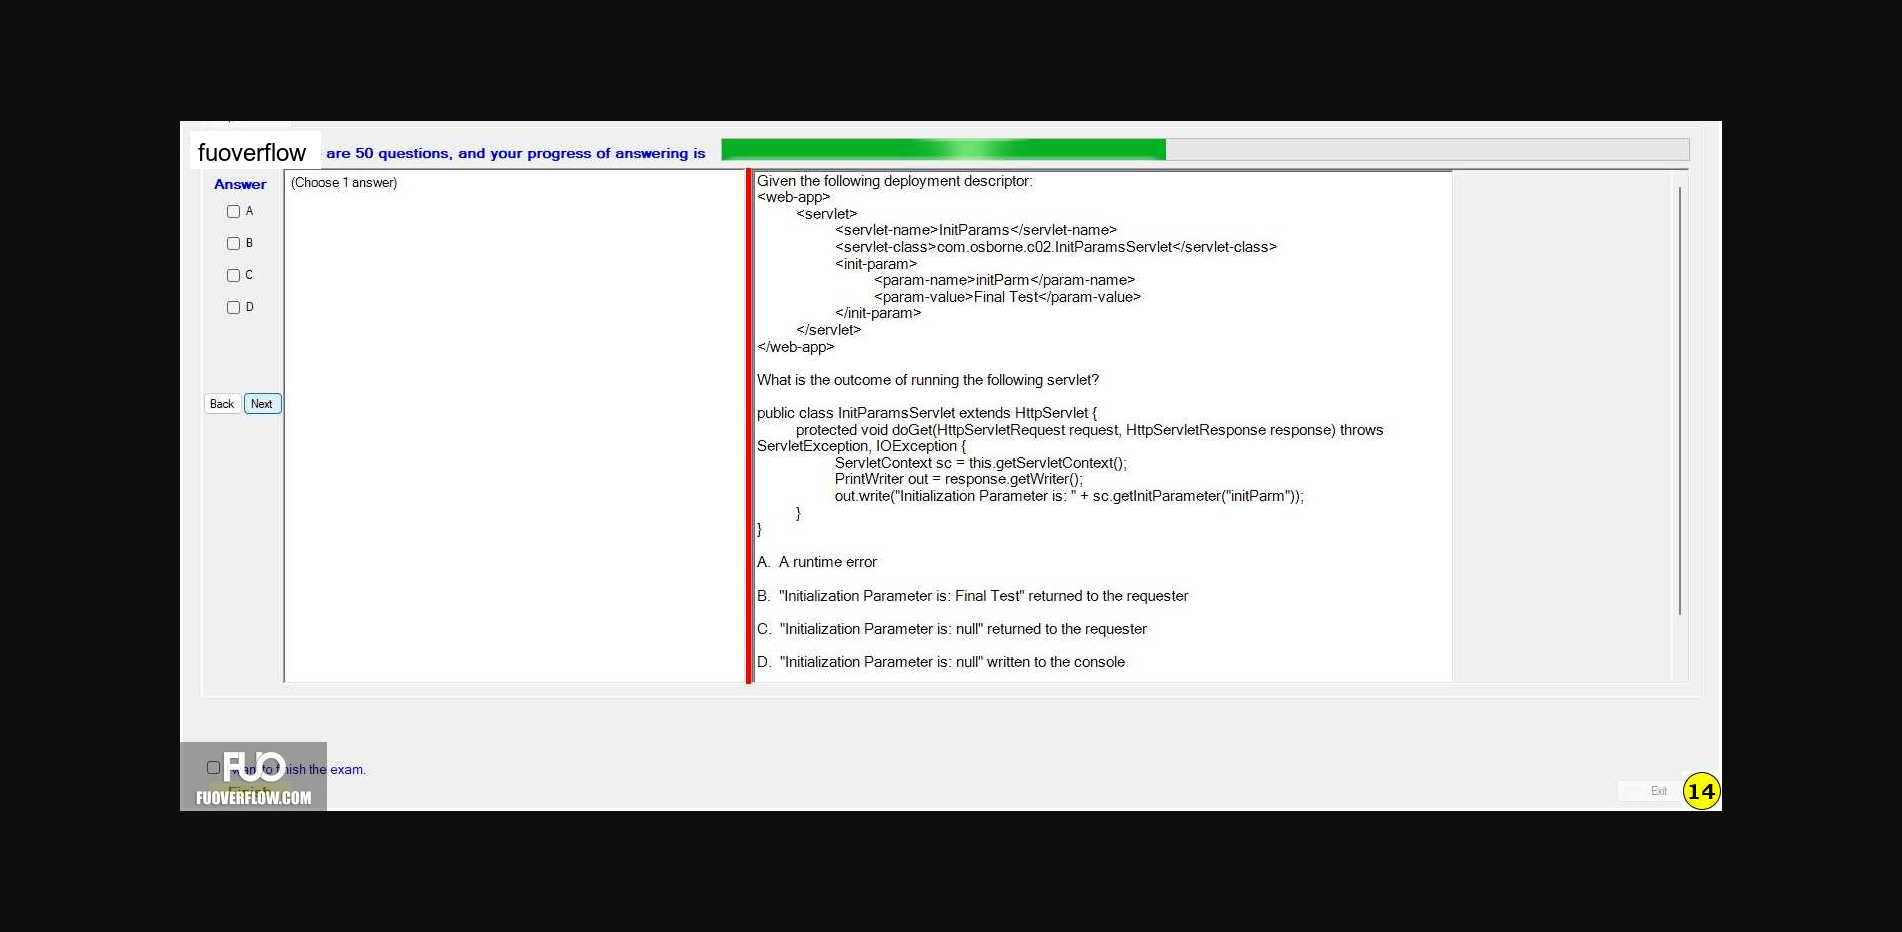 fuoverflow are 50 questions, and your progress of answering is
Answer
A
B
C
D
Back Next
(Choose 1 answer)
Given the following deployment descriptor:
<web-app>
<servlet>
<servlet-name>InitParams</servlet-name>
<servlet-class>com.osborne.c02.InitParamsServlet</servlet-class>
<init-param>
<param-name>initParm</param-name>
<param-value>Final Test</param-value>
</init-param>
</servlet>
</web-app>
What is the outcome of running the following servlet?
public class InitParamsServlet extends HttpServlet {
protected void doGet(HttpServletRequest request, HttpServletResponse response) throws
ServletException, IOException {
ServletContext sc = this.getServletContext();
PrintWriter out = response.getWriter();
out.write("Initialization Parameter is: " + sc.getInitParameter("initParm"));
}
}
A. A runtime error
B. "Initialization Parameter is: Final Test" returned to the requester
C. "Initialization Parameter is: null" returned to the requester
D. "Initialization Parameter is: null" written to the console
FUO
to the exam.
FUOVERFLOW.COM
Exit 14